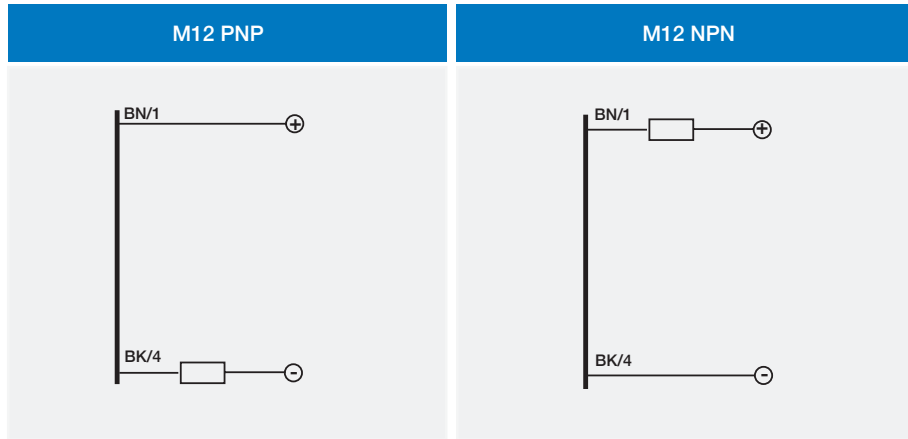 M12 PNP
M12 NPN
BN/1
+
BK/4
-
BN/1
+
BK/4
-